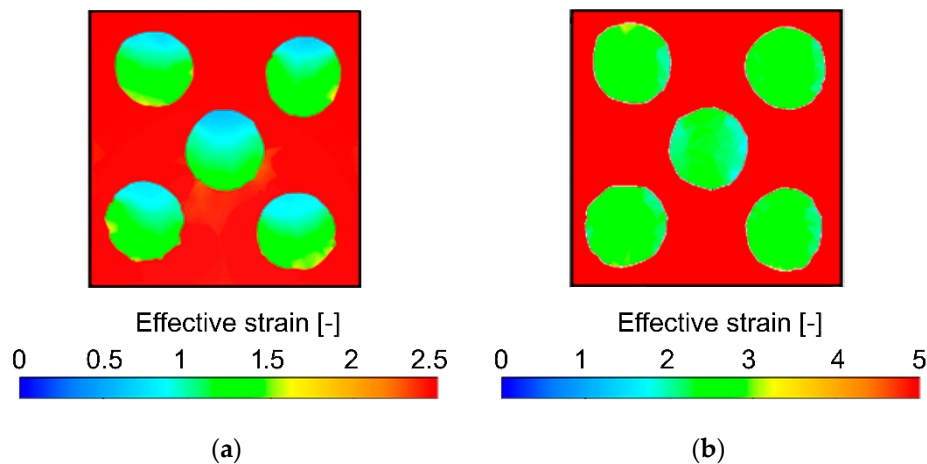 Effective strain [-]
0 0.5 1 1.5 2 2.5
(a)
Effective strain [-]
0 1 2 3 4 5
(b)